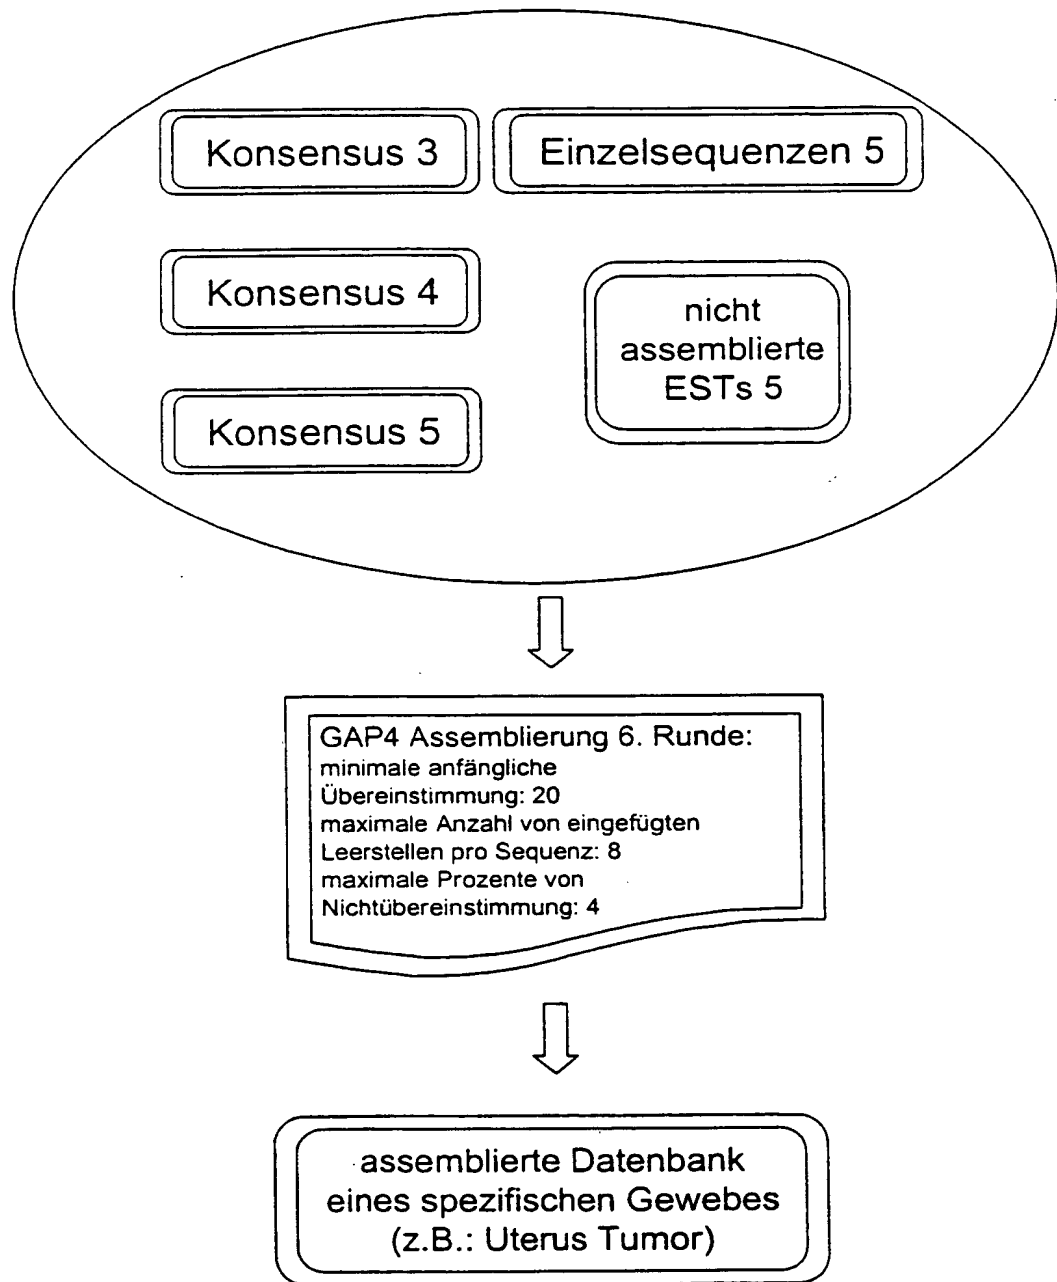 Konsensus 3
Einzelsequenzen 5
Konsensus 4
nicht
assemblierte
ESTs 5
Konsensus 5
GAP4 Assemblierung 6. Runde:
minimale anfängliche
Übereinstimmung: 20
maximale Anzahl von eingefügten
Leerstellen pro Sequenz: 8
maximale Prozente von
Nichtübereinstimmung: 4
assemblierte Datenbank
eines spezifischen Gewebes
(z.B.: Uterus Tumor)